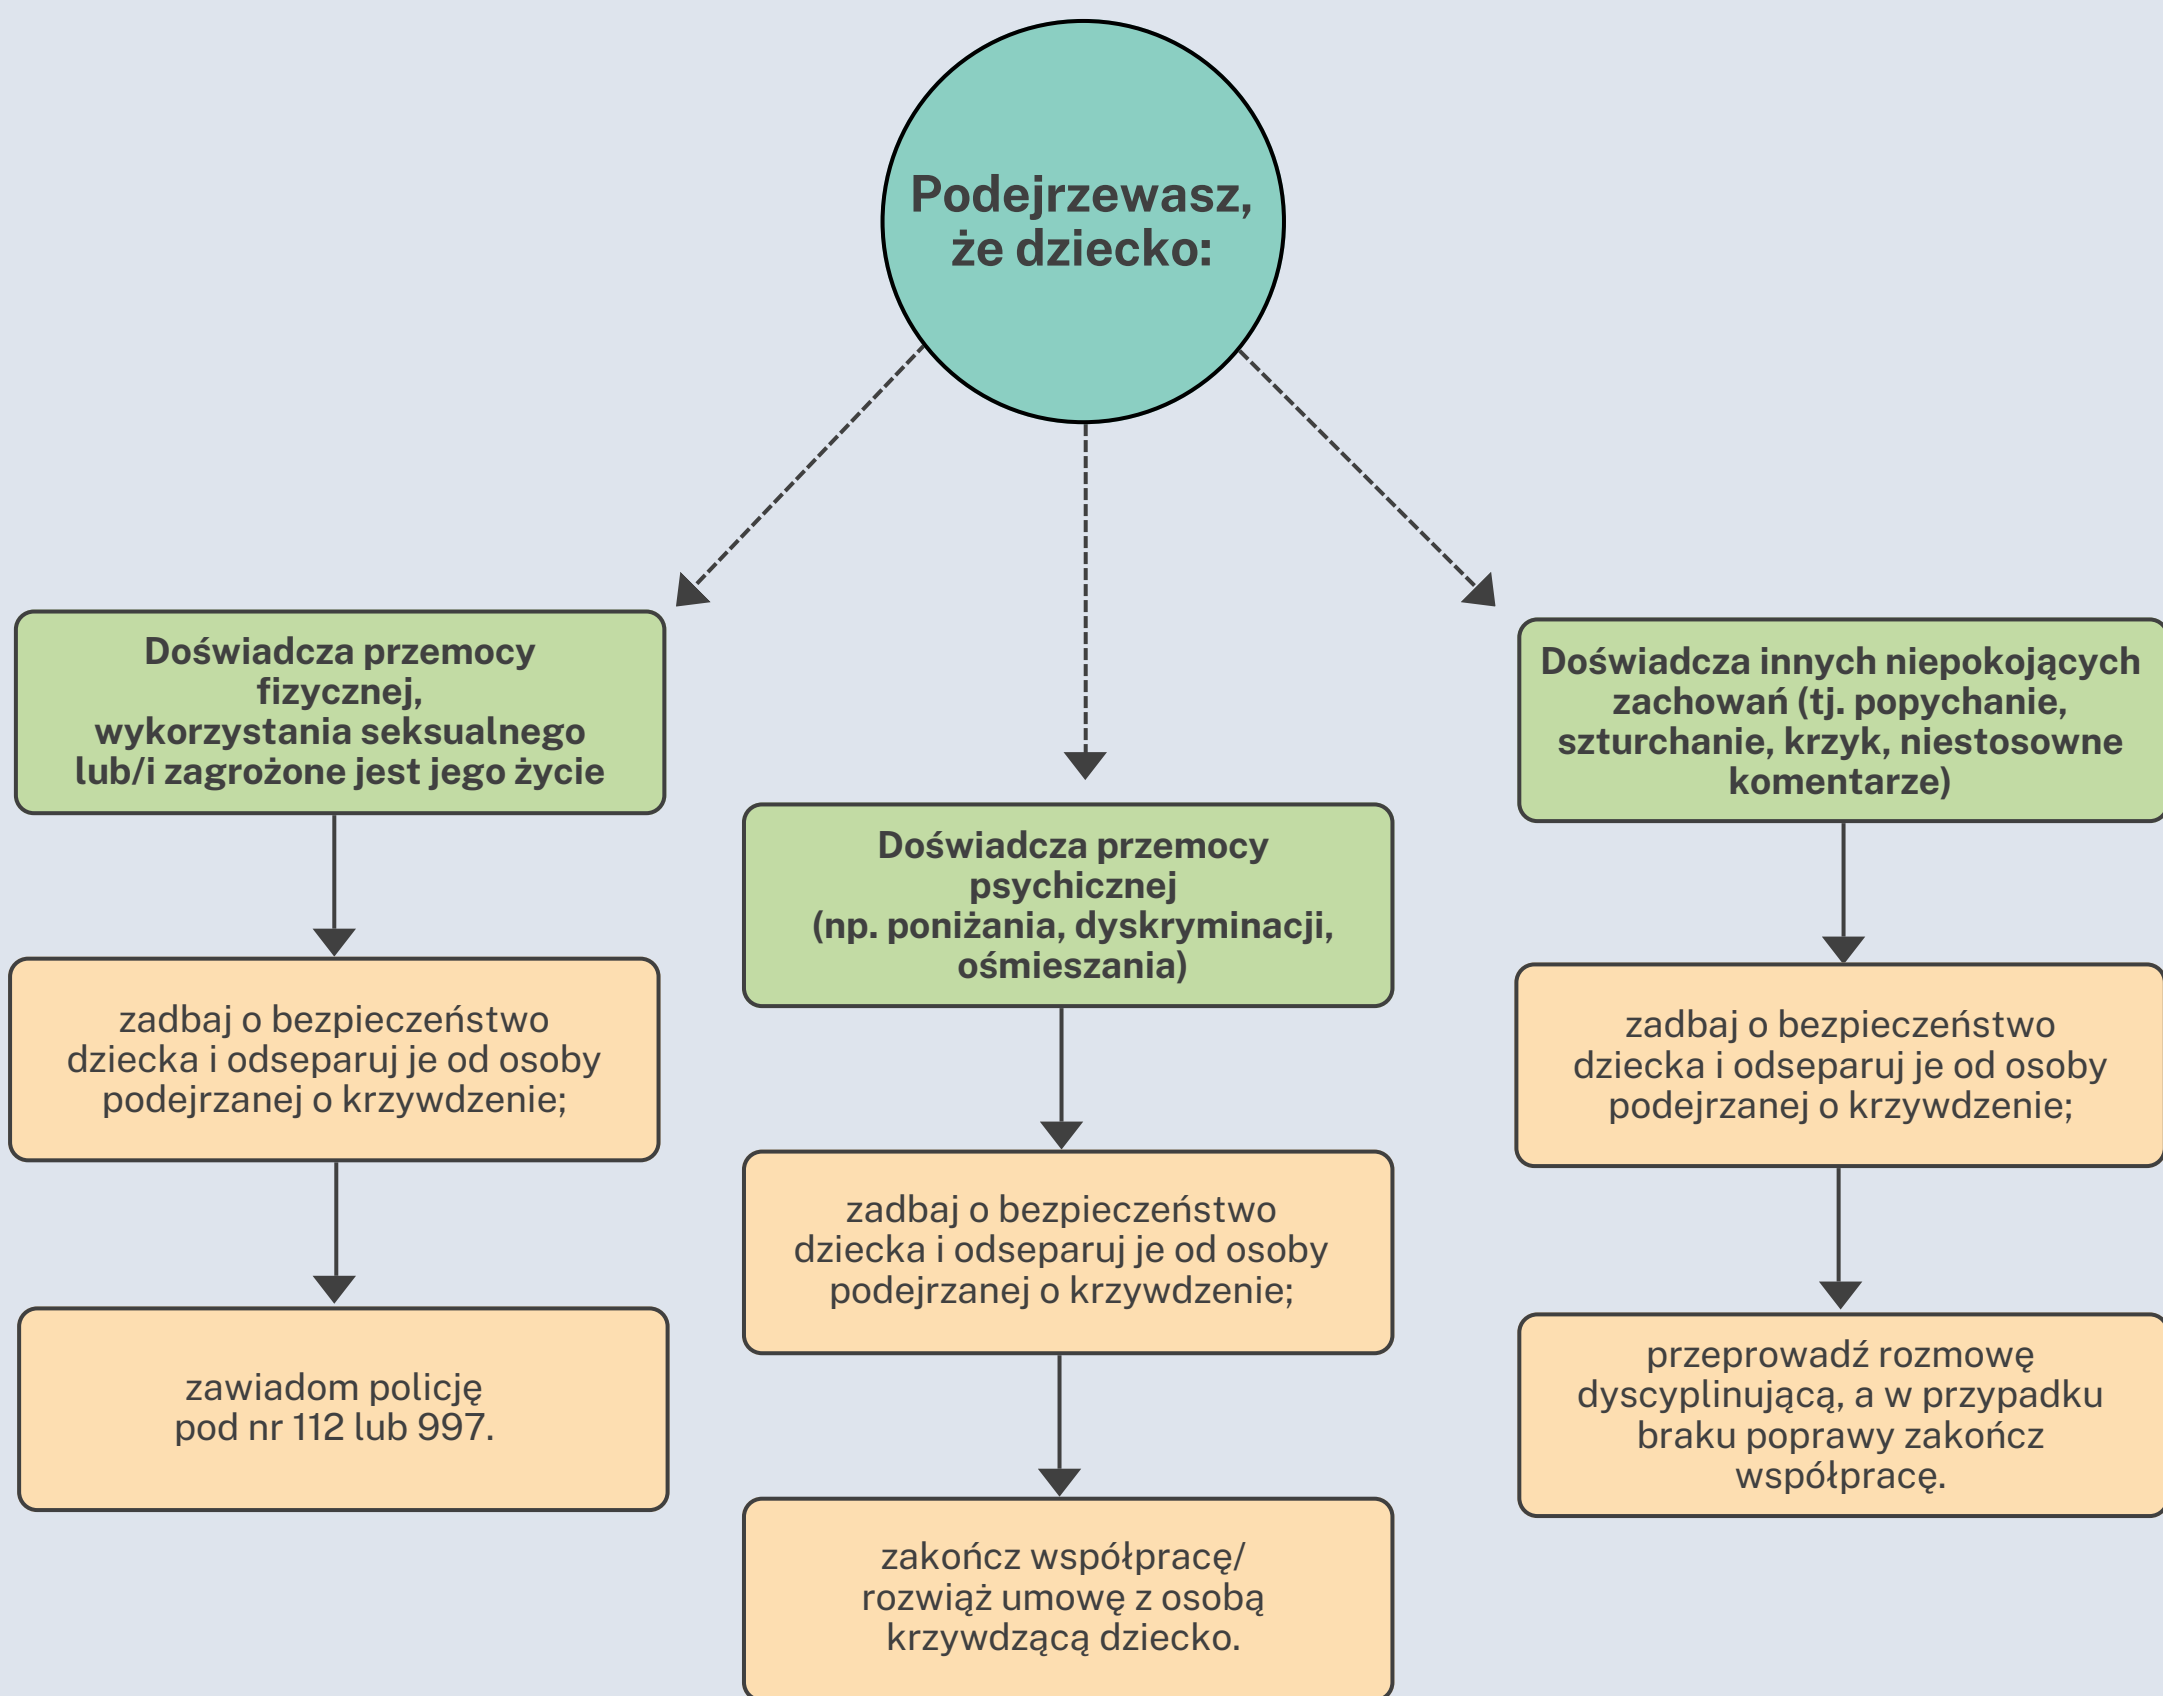 Podejrzewasz,
że dziecko:
Doświadcza przemocy
fizycznej,
wykorzystania seksualnego
lub/i zagrożone jest jego życie
zadbaj o bezpieczeństwo
dziecka i odseparuj je od osoby
podejrzanej o krzywdzenie;
zawiadom policję
pod nr 112 lub 997.
Doświadcza przemocy
psychicznej
(np. poniżania, dyskryminacji,
ośmieszania)
zadbaj o bezpieczeństwo
dziecka i odseparuj je od osoby
podejrzanej o krzywdzenie;
zakończ współpracę/
rozwiąż umowę z osobą
krzywdzącą dziecko.
Doświadcza innych niepokojących
zachowań (tj. popychanie,
szturchanie, krzyk, niestosowne
komentarze)
zadbaj o bezpieczeństwo
dziecka i odseparuj je od osoby
podejrzanej o krzywdzenie;
przeprowadź rozmowę
dyscyplinującą, a w przypadku
braku poprawy zakończ
współpracę.